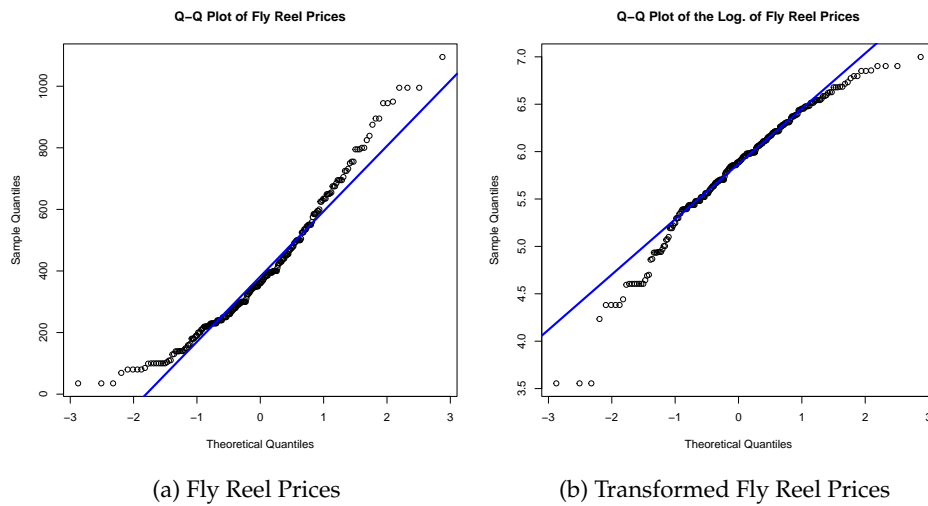 Q−Q Plot of Fly Reel Prices
Sample Quantiles
1000
800
600
400
200
0
−3 −2 −1 0 1 2 3
Theoretical Quantiles
(a) Fly Reel Prices
Q−Q Plot of the Log. of Fly Reel Prices
Sample Quantiles
7.0
6.5
6.0
5.5
5.0
4.5
4.0
3.5
−3 −2 −1 0 1 2 3
Theoretical Quantiles
(b) Transformed Fly Reel Prices